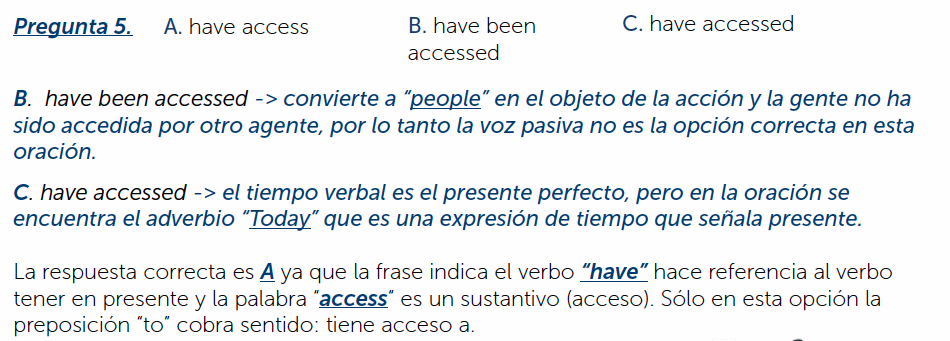 Pregunta 5. A. have access B. have been accessed C. have accessed
B. have been accessed -> convierte a “people” en el objeto de la acción y la gente no ha
sido accedida por otro agente, por lo tanto la voz pasiva no es la opción correcta en esta
oración.
C. have accessed -> el tiempo verbal es el presente perfecto, pero en la oración se
encuentra el adverbio “Today” que es una expresión de tiempo que señala presente.
La respuesta correcta es A ya que la frase indica el verbo “have” hace referencia al verbo
tener en presente y la palabra “access“ es un sustantivo (acceso). Sólo en esta opción la
preposición “to” cobra sentido: tiene acceso a.